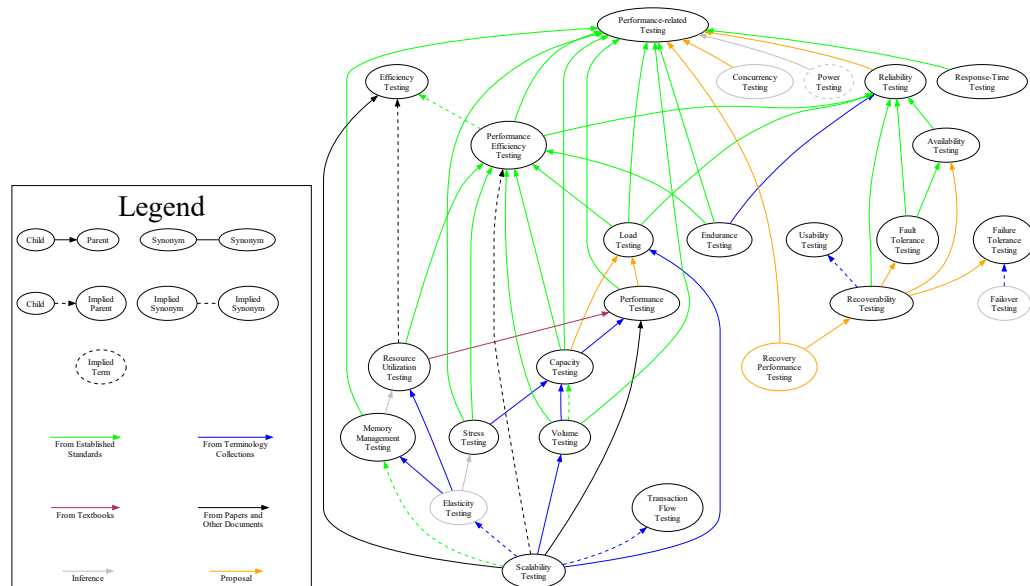 Performance-related
Testing
Efficiency
Testing
Concurrency
Testing
Power
Testing
Reliability
Testing
Response-Time
Testing
Performance
Efficiency
Testing
Availability
Testing
Legend
Child
Parent
Synonym
Synonym
Load
Testing
Endurance
Testing
Usability
Testing
Fault
Tolerance
Testing
Failure
Tolerance
Testing
Child
Implied
Parent
Implied
Synonym
Implied
Synonym
Performance
Testing
Recoverability
Testing
Failover
Testing
Implied
Term
Resource
Utilization
Testing
Capacity
Testing
Recovery
Performance
Testing
From Established
Standards
From Terminology
Collections
Memory
Management
Testing
Stress
Testing
Volume
Testing
From Textbooks
From Papers and
Other Documents
Elasticity
Testing
Transaction
Flow
Testing
Inference
Proposal
Scalability
Testing